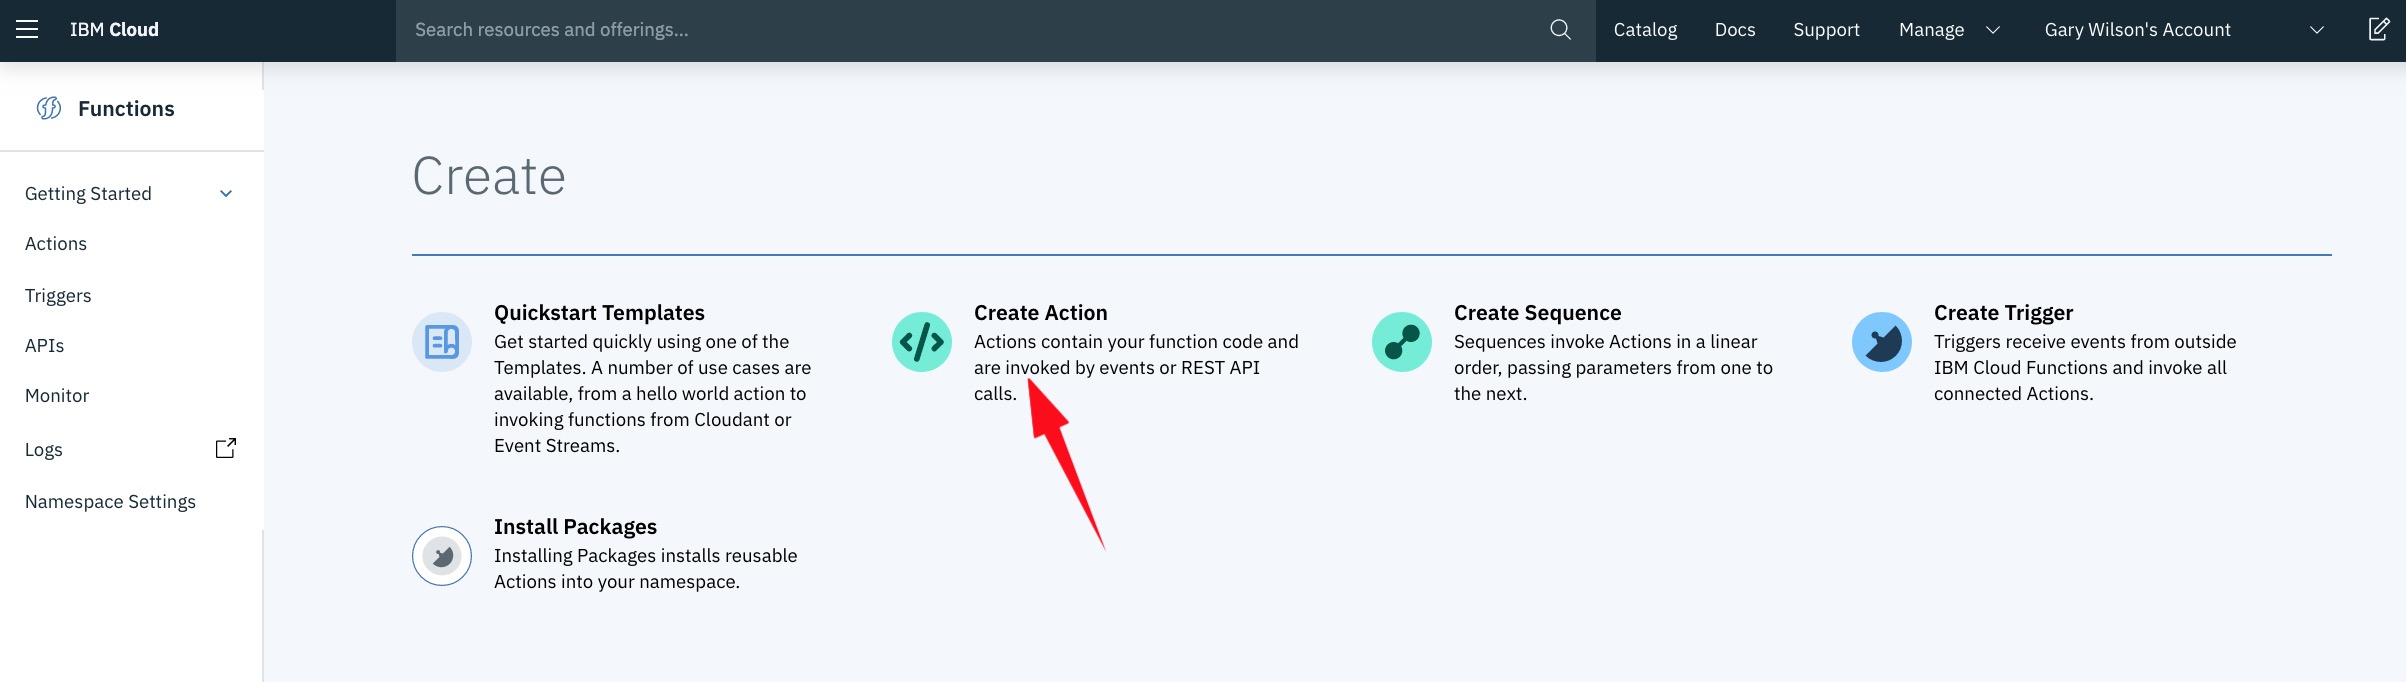 IBM Cloud
Search resources and offerings...
Catalog
Docs
Support
Manage
Gary Wilson's Account
Functions
Getting Started
Actions
Triggers
APIs
Monitor
Logs
Namespace Settings
Create
Quickstart Templates
Get started quickly using one of the
Templates. A number of use cases are
available, from a hello world action to
invoking functions from Cloudant or
Event Streams.
Create Action
Actions contain your function code and
are invoked by events or REST API
calls.
Create Sequence
Sequences invoke Actions in a linear
order, passing parameters from one to
the next.
Create Trigger
Triggers receive events from outside
IBM Cloud Functions and invoke all
connected Actions.
Install Packages
Installing Packages installs reusable
Actions into your namespace.